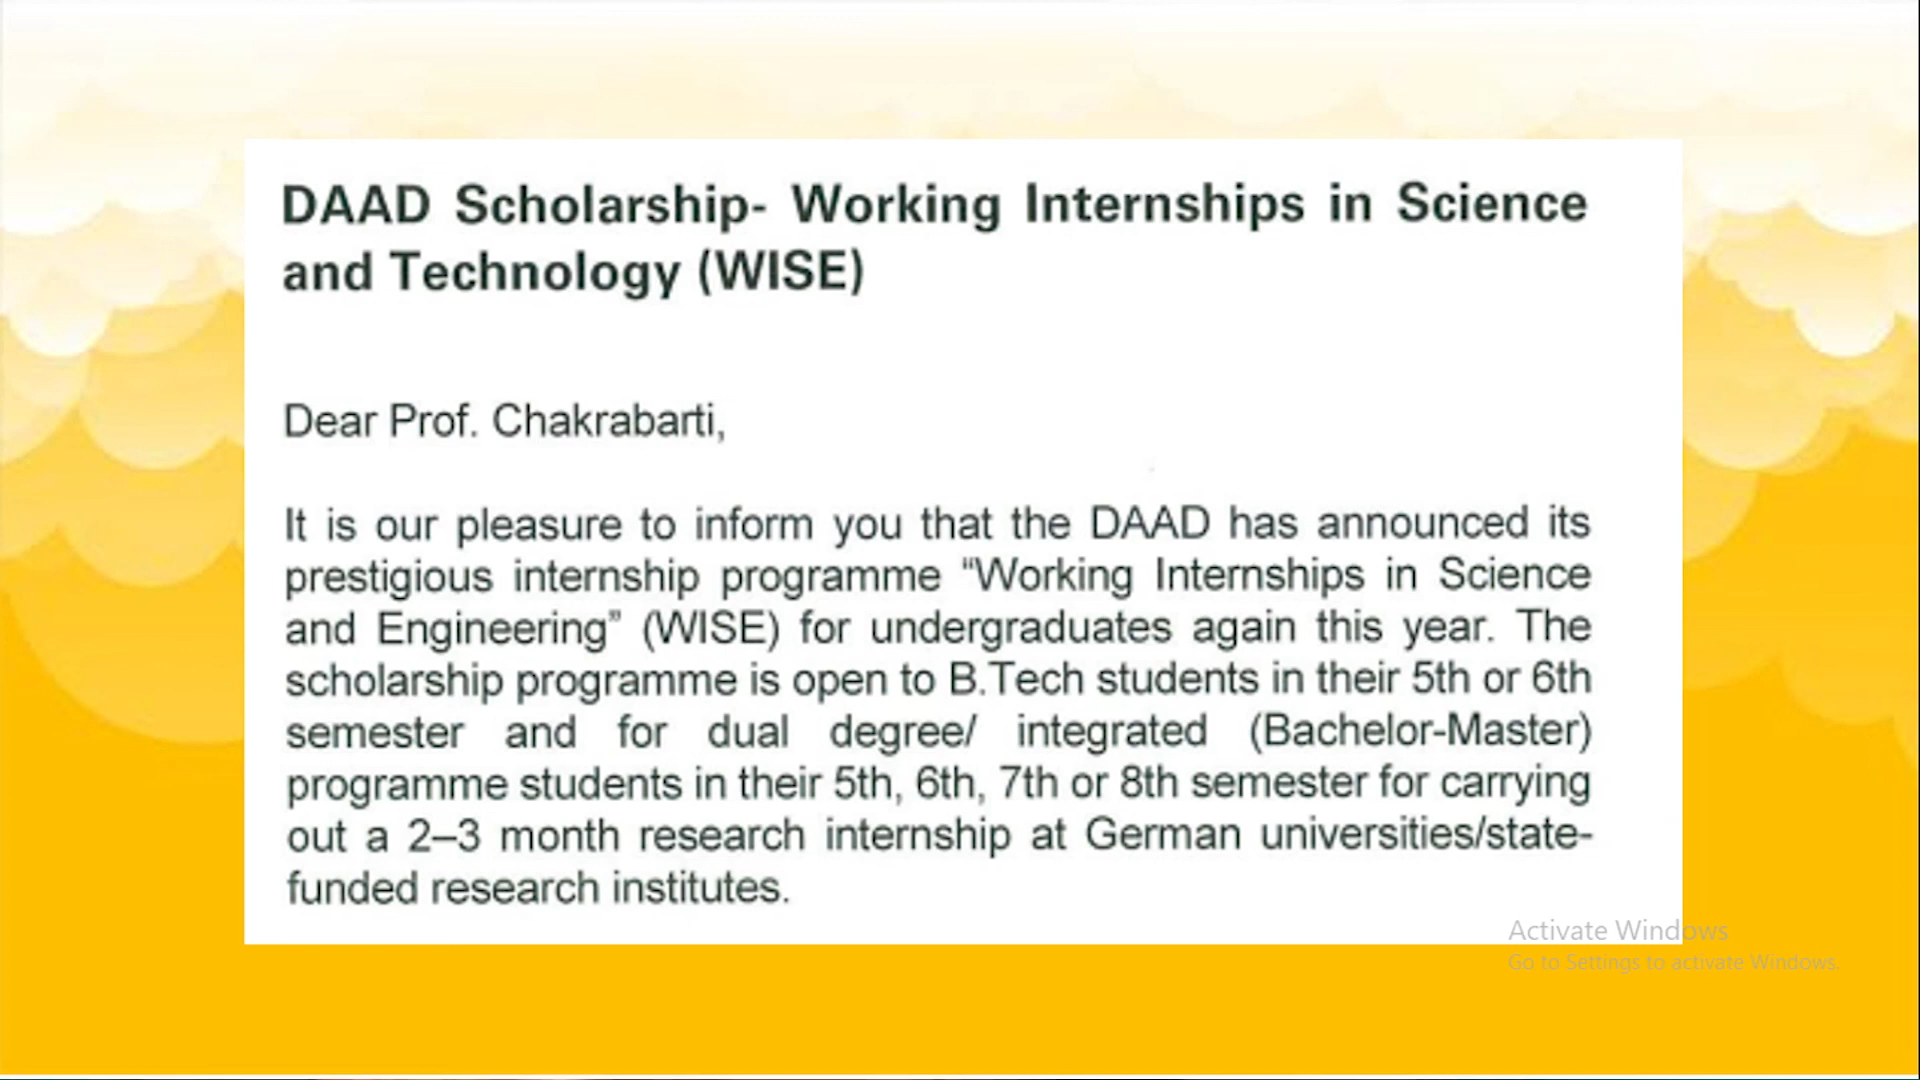 DAAD Scholarship- Working Internships in Science
and Technology (WISE)
Dear Prof. Chakrabarti,
It is our pleasure to inform you that the DAAD has announced its
prestigious internship programme “Working Internships in Science
and Engineering” (WISE) for undergraduates again this year. The
scholarship programme is open to B.Tech students in their 5th or 6th
semester and for dual degree/ integrated (Bachelor-Master)
programme students in their 5th, 6th, 7th or 8th semester for carrying
out a 2–3 month research internship at German universities/state-
funded research institutes.
Activate Windows
Go to Settings to activate Windows.